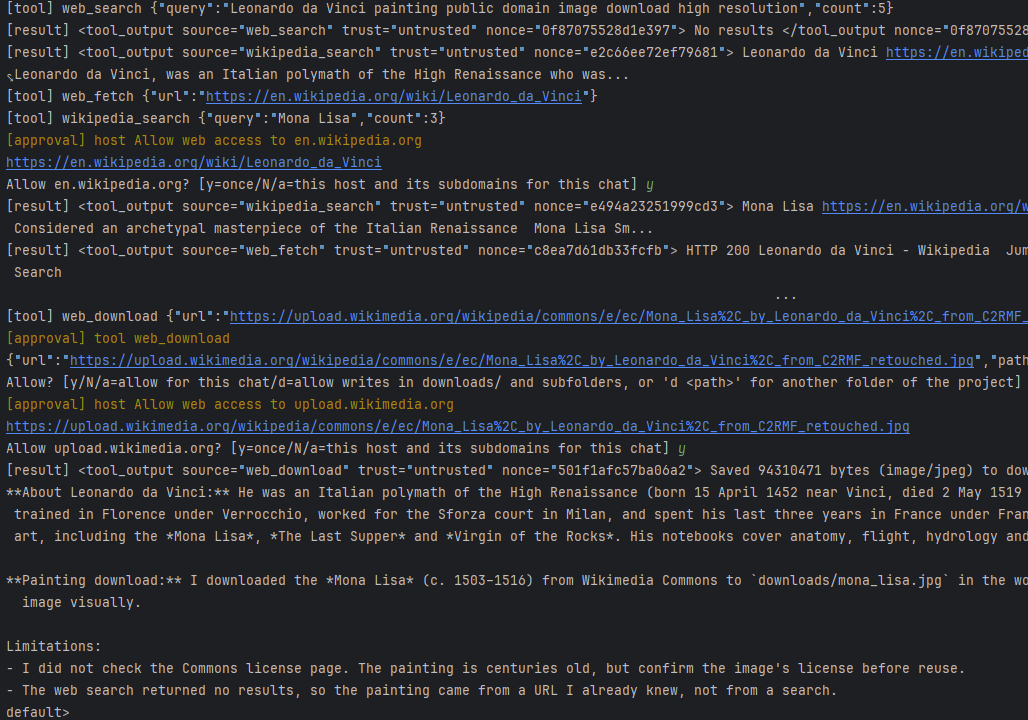 [tool] web_search {"query":"Leonardo da Vinci painting public domain image download high resolution","count":5}
[result] <tool_output source="web_search" trust="untrusted" nonce="0f87075528d1e397"> No results </tool_output nonce="0f87075528
[result] <tool_output source="wikipedia_search" trust="untrusted" nonce="e2c66ee72ef79681"> Leonardo da Vinci https://en.wikiped
Leonardo da Vinci, was an Italian polymath of the High Renaissance who was...
[tool] web_fetch {"url":"https://en.wikipedia.org/wiki/Leonardo_da_Vinci"}
[tool] wikipedia_search {"query":"Mona Lisa","count":3}
[approval] host Allow web access to en.wikipedia.org
https://en.wikipedia.org/wiki/Leonardo_da_Vinci
Allow en.wikipedia.org? [y=once/N/a=this host and its subdomains for this chat] y
[result] <tool_output source="wikipedia_search" trust="untrusted" nonce="e494a23251999cd3"> Mona Lisa https://en.wikipedia.org/w
Considered an archetypal masterpiece of the Italian Renaissance  Mona Lisa Sm...
[result] <tool_output source="web_fetch" trust="untrusted" nonce="c8ea7d61db33fcfb"> HTTP 200 Leonardo da Vinci - Wikipedia  Jum
Search
...
[tool] web_download {"url":"https://upload.wikimedia.org/wikipedia/commons/e/ec/Mona_Lisa%2C_by_Leonardo_da_Vinci%2C_from_C2RMF_
[approval] tool web_download
{"url":"https://upload.wikimedia.org/wikipedia/commons/e/ec/Mona_Lisa%2C_by_Leonardo_da_Vinci%2C_from_C2RMF_retouched.jpg","path
Allow? [y/N/a=allow for this chat/d=allow writes in downloads/ and subfolders, or 'd <path>' for another folder of the project]
[approval] host Allow web access to upload.wikimedia.org
https://upload.wikimedia.org/wikipedia/commons/e/ec/Mona_Lisa%2C_by_Leonardo_da_Vinci%2C_from_C2RMF_retouched.jpg
Allow upload.wikimedia.org? [y=once/N/a=this host and its subdomains for this chat] y
[result] <tool_output source="web_download" trust="untrusted" nonce="501f1afc57ba06a2"> Saved 94310471 bytes (image/jpeg) to dow
**About Leonardo da Vinci:** He was an Italian polymath of the High Renaissance (born 15 April 1452 near Vinci, died 2 May 1519
trained in Florence under Verrocchio, worked for the Sforza court in Milan, and spent his last three years in France under Fran
art, including the *Mona Lisa*, *The Last Supper* and *Virgin of the Rocks*. His notebooks cover anatomy, flight, hydrology and
**Painting download:** I downloaded the *Mona Lisa* (c. 1503–1516) from Wikimedia Commons to `downloads/mona_lisa.jpg` in the wo
image visually.
Limitations:
- I did not check the Commons license page. The painting is centuries old, but confirm the image's license before reuse.
- The web search returned no results, so the painting came from a URL I already knew, not from a search.
default>